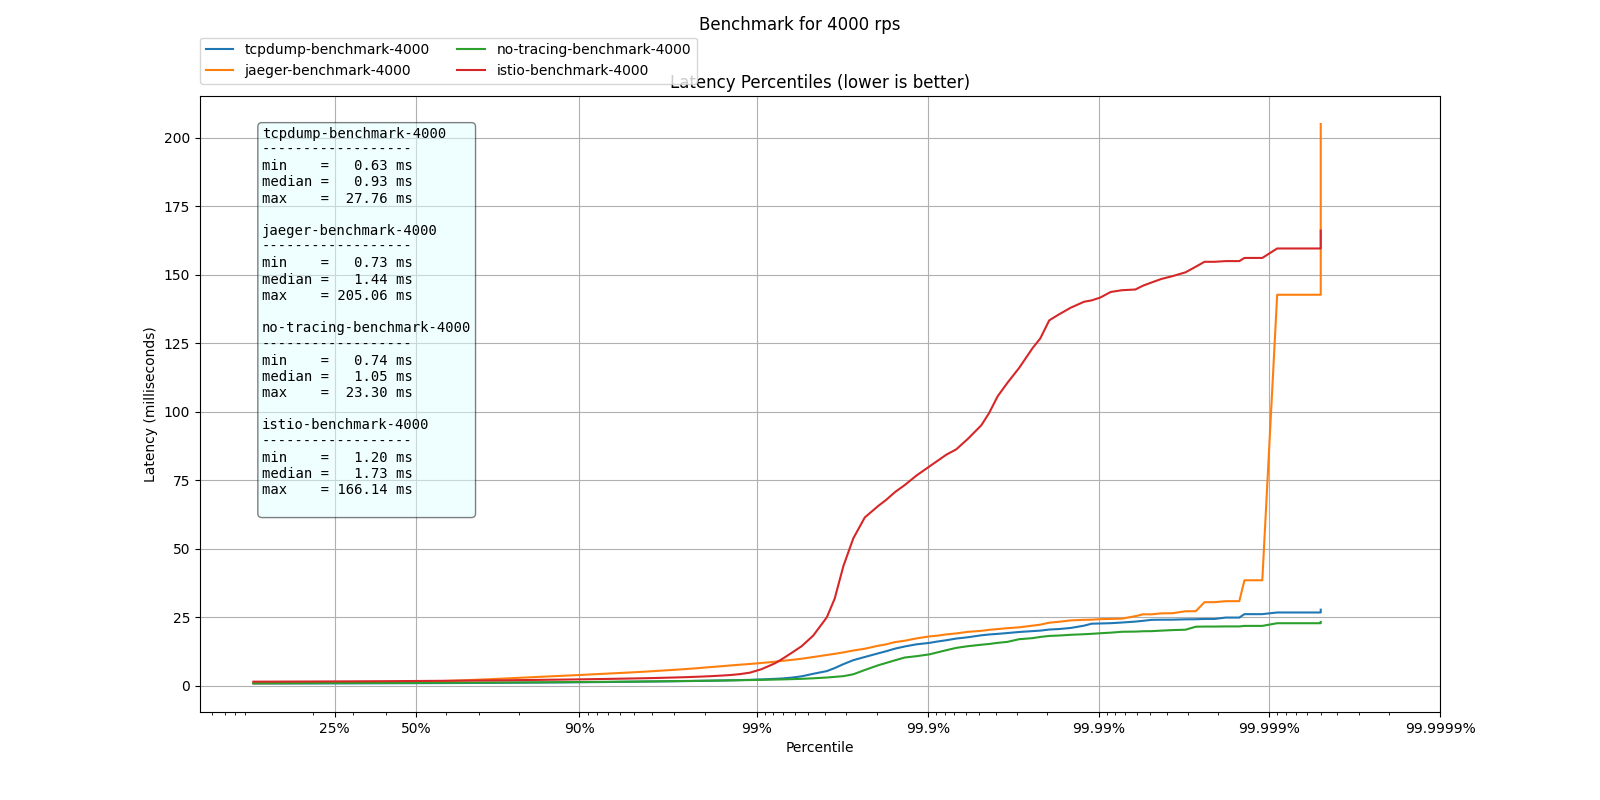 Benchmark for 4000 rps
tcpdump-benchmark-4000
jaeger-benchmark-4000
no-tracing-benchmark-4000
istio-benchmark-4000
Latency Percentiles (lower is better)
tcpdump-benchmark-4000
------------------
min    =   0.63 ms
median =   0.93 ms
max    =  27.76 ms
jaeger-benchmark-4000
------------------
min    =   0.73 ms
median =   1.44 ms
max    = 205.06 ms
no-tracing-benchmark-4000
------------------
min    =   0.74 ms
median =   1.05 ms
max    =  23.30 ms
istio-benchmark-4000
------------------
min    =   1.20 ms
median =   1.73 ms
max    = 166.14 ms
200
175
150
125
100
75
50
25
0
Latency (milliseconds)
25% 50% 90% 99% 99.9% 99.99% 99.999% 99.9999%
Percentile